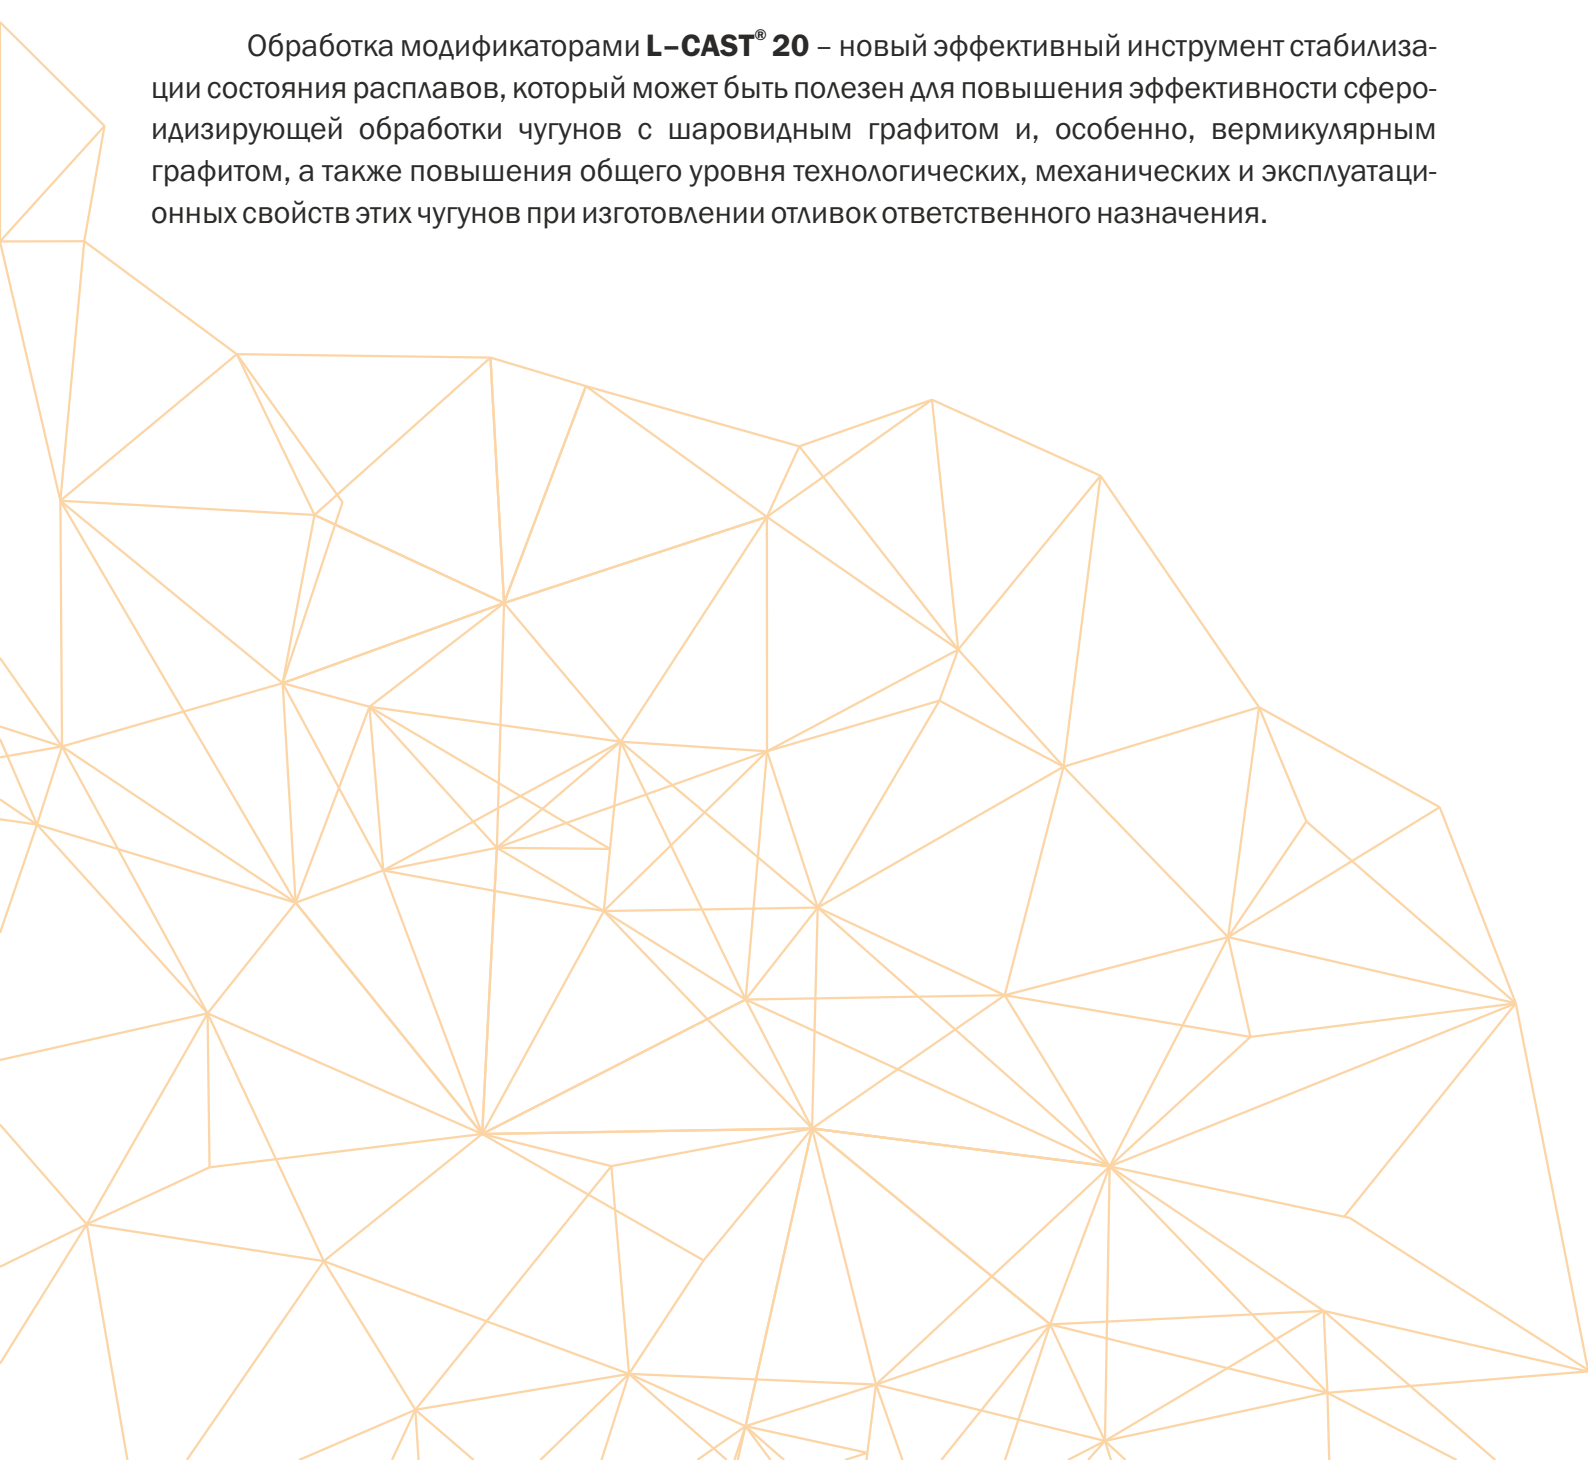 Обработка модификаторами L–CAST® 20 – новый эффективный инструмент стабилиза-
ции состояния расплавов, который может быть полезен для повышения эффективности сферо-
идизирующей обработки чугунов с шаровидным графитом и, особенно, вермикулярным
графитом, а также повышения общего уровня технологических, механических и эксплуатаци-
онных свойств этих чугунов при изготовлении отливок ответственного назначения.